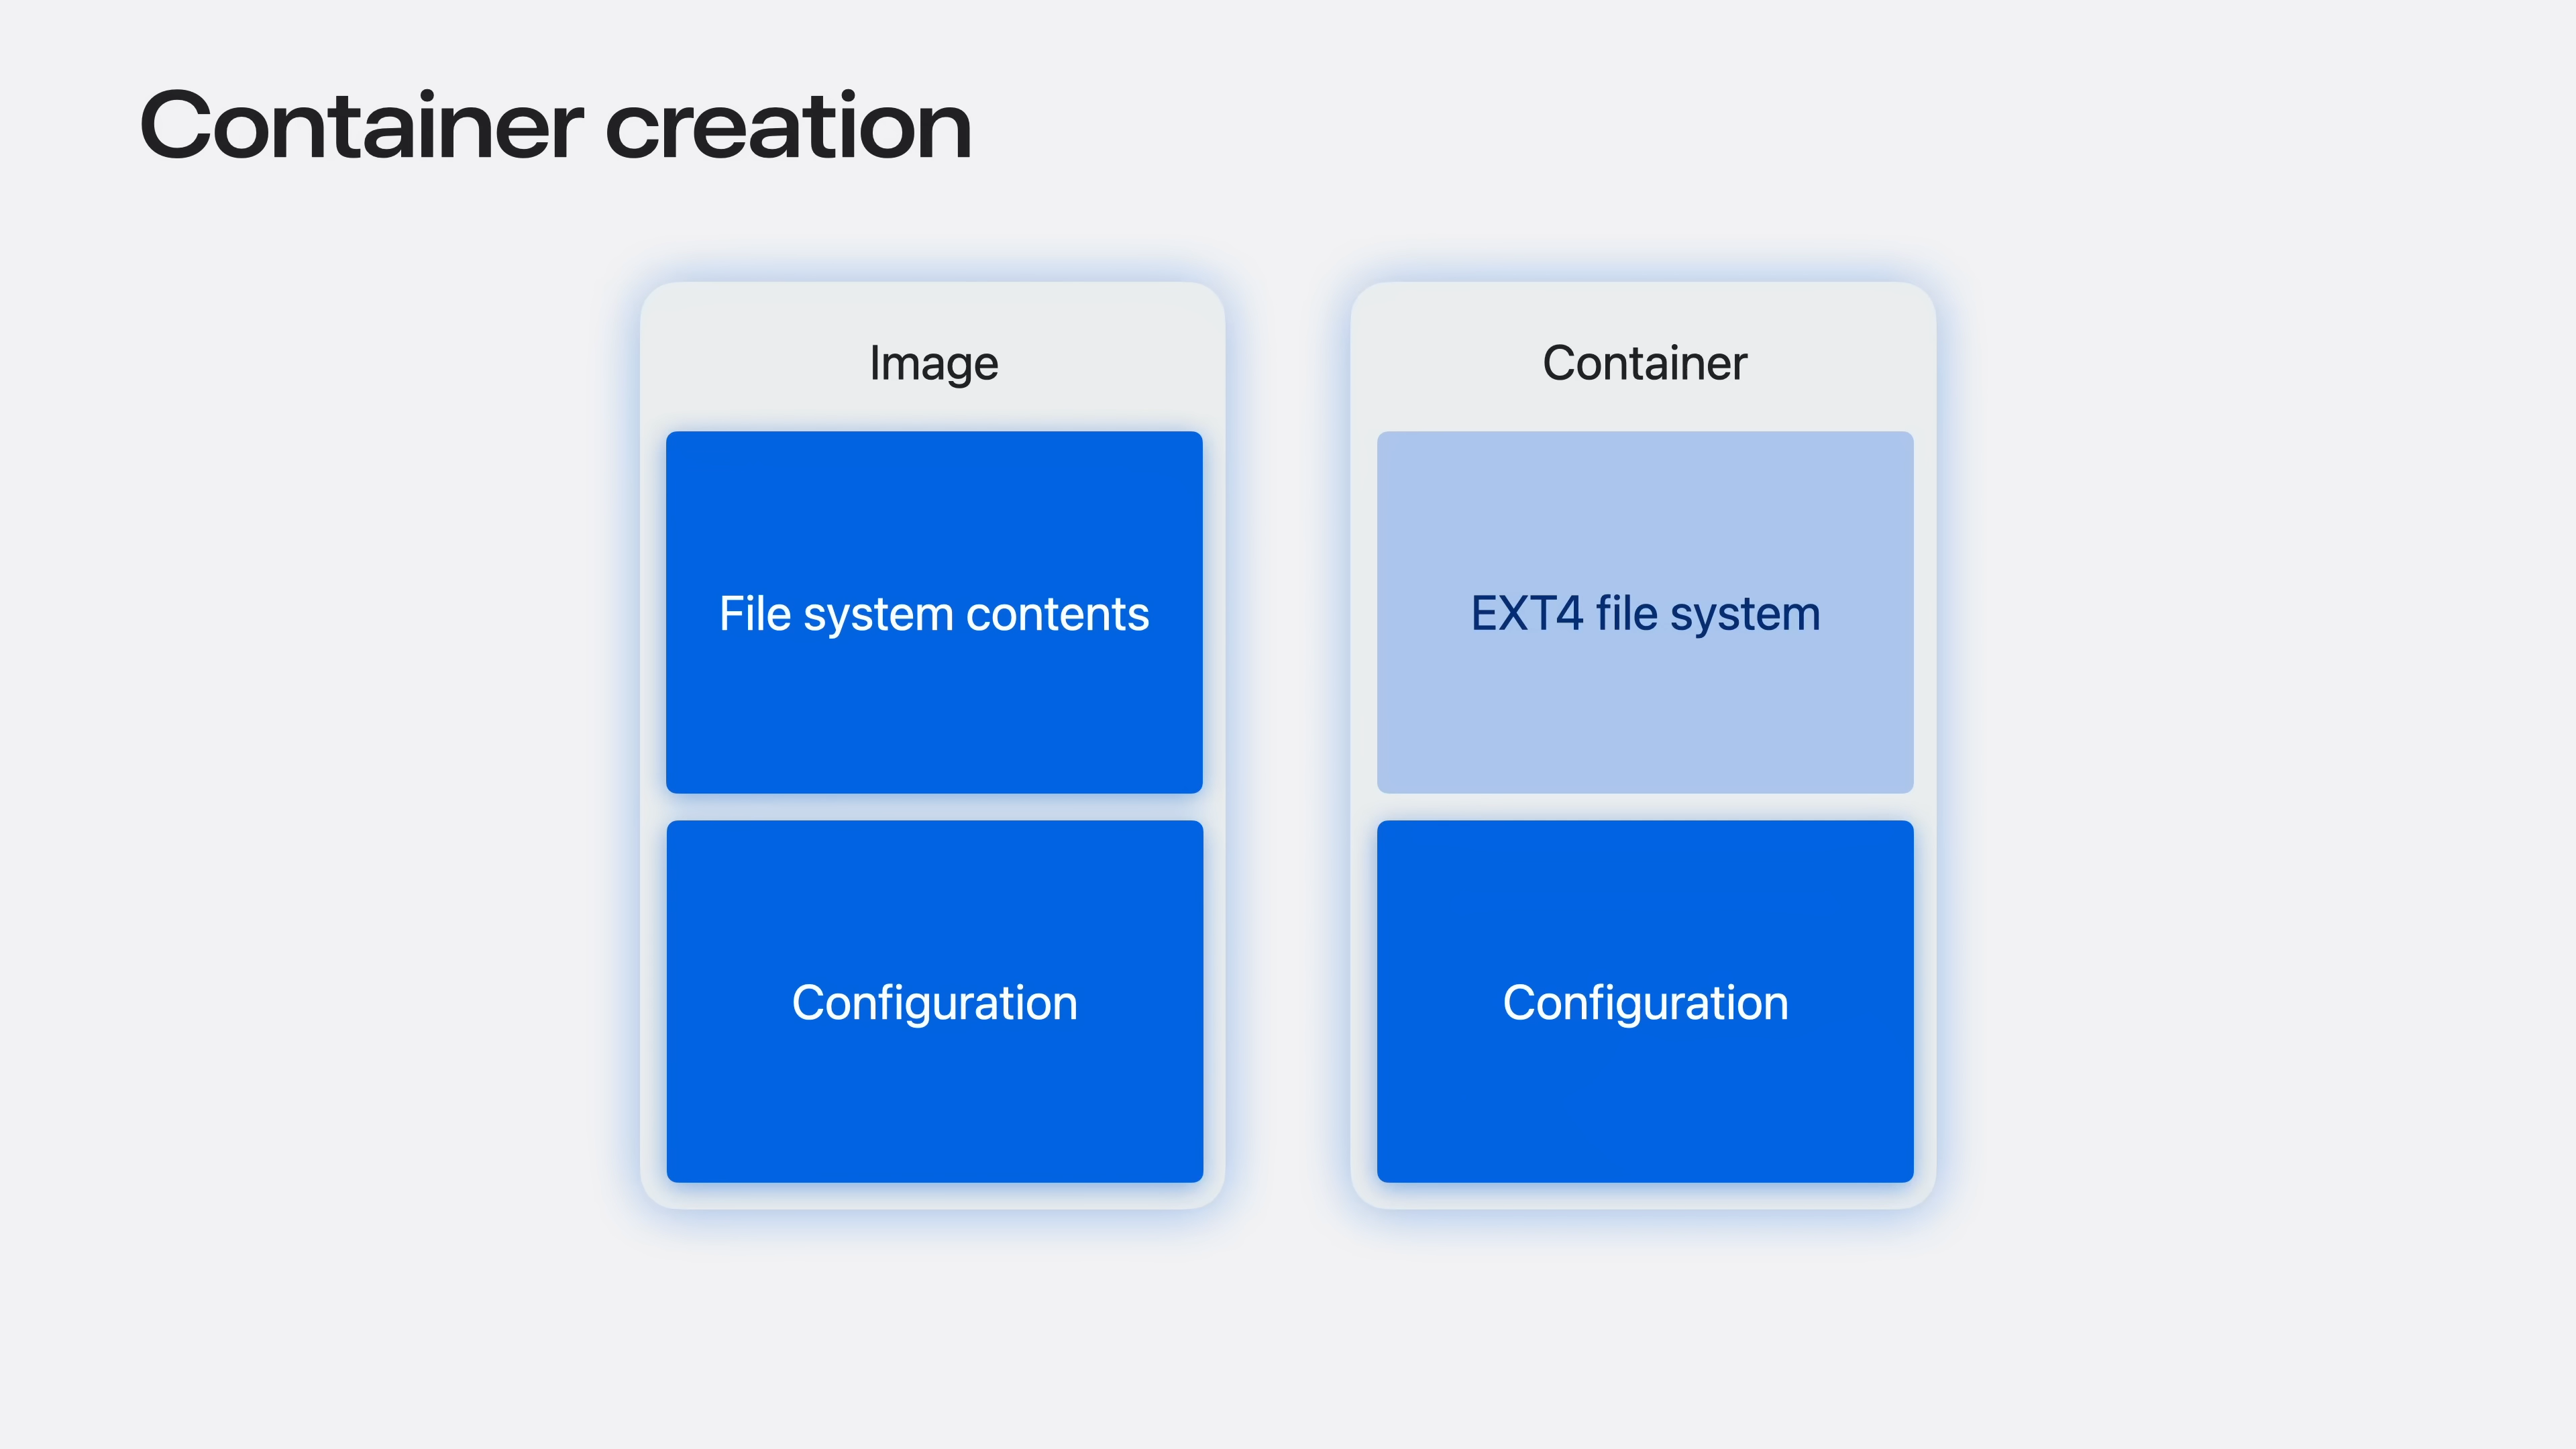 Container creation
Image
File system contents
Configuration
Container
EXT4 file system
Configuration